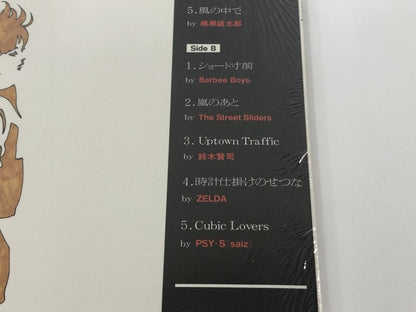 5. 風の中で
by 楠瀬誠志郎
Side B
1. ショート寸前
by Barbee Boys
2. 嵐のあと
by The Street Sliders
3. Uptown Traffic
by 鈴木賢司
4. 時計仕掛けのせつな
by ZELDA
5. Cubic Lovers
by PSY・S〔saiz〕